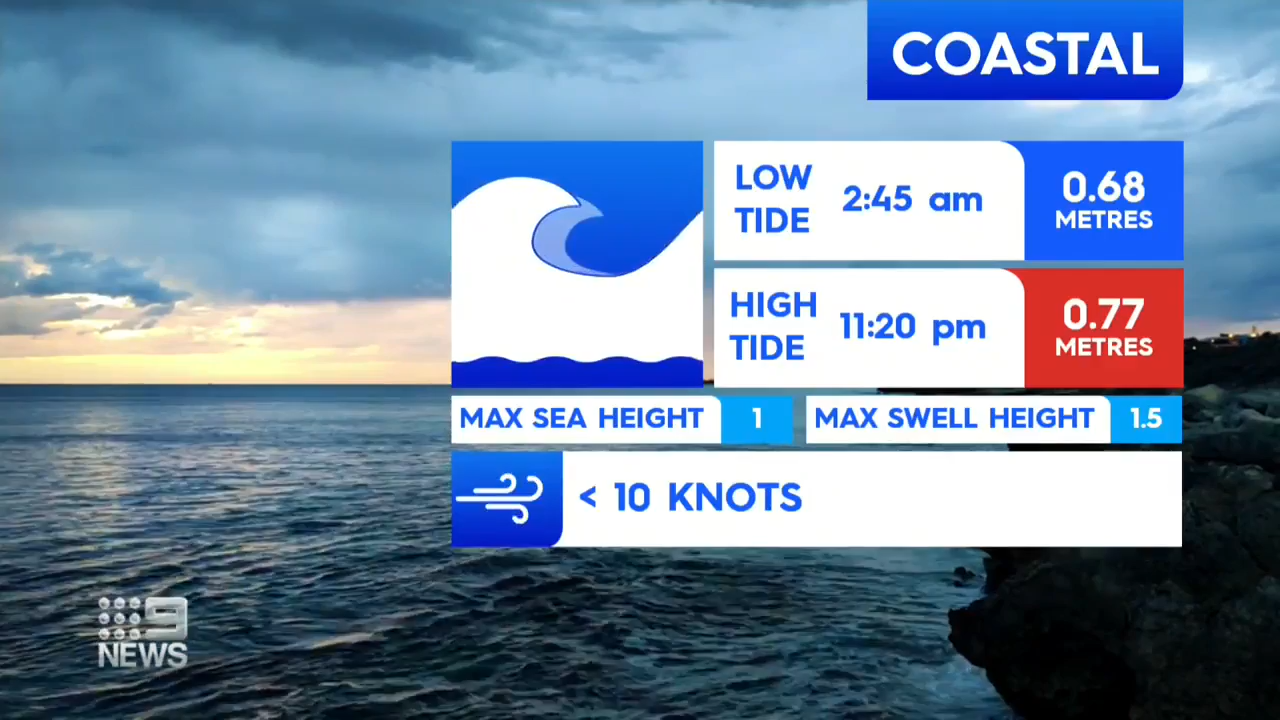 COASTAL
LOW
TIDE
2:45 am
0.68
METRES
HIGH
TIDE
11:20 pm
0.77
METRES
MAX SEA HEIGHT 1
MAX SWELL HEIGHT 1.5
< 10 KNOTS
9
NEWS